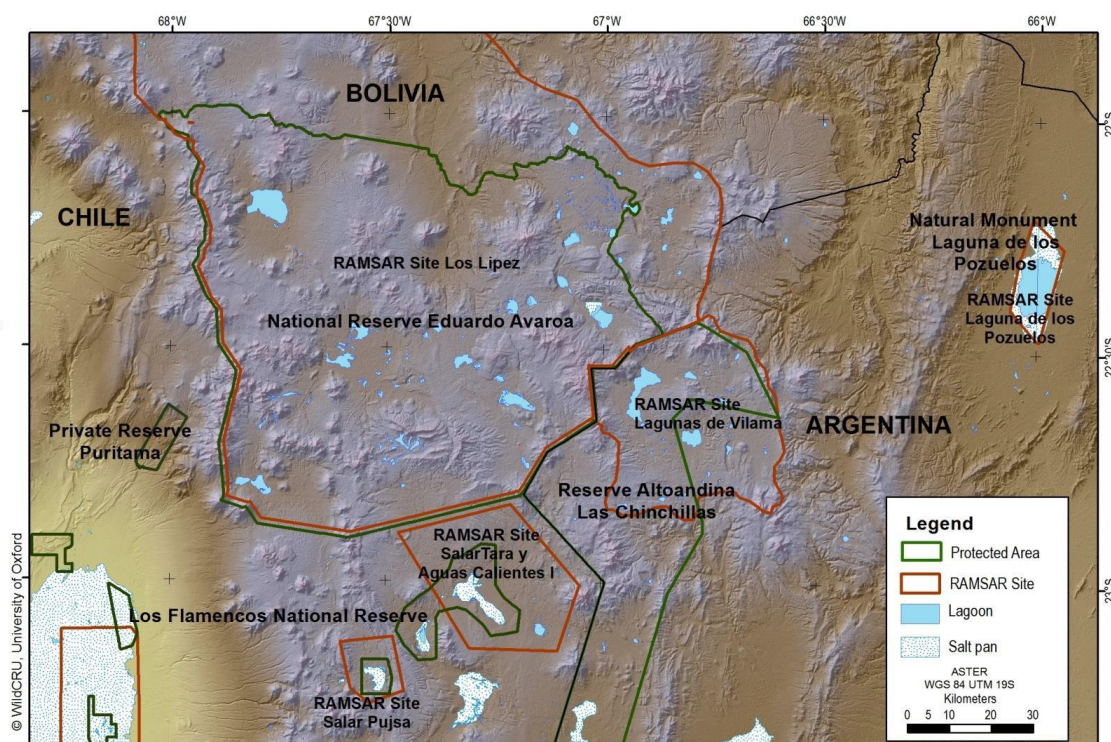 68°W
67°30'W
67°W
66°30'W
66°W
BOLIVIA
22°S
CHILE
Natural Monument
Laguna de los
Pozuelos
RAMSAR Site Los Lipez
RAMSAR Site
Laguna de los
Pozuelos
National Reserve Eduardo Avaroa
22°30'S
RAMSAR Site
Lagunas de Vilama
ARGENTINA
Private Reserve
Puritama
Reserve Altoandina
Las Chinchillas
RAMSAR Site
SalarTara y
Aguas Calientes I
23°S
Los Flamencos National Reserve
RAMSAR Site
Salar Pujsa
Legend
Protected Area
RAMSAR Site
Lagoon
Salt pan
ASTER
WGS 84 UTM 19S
Kilometers
0 5 10 20 30
© WildCRU, University of Oxford